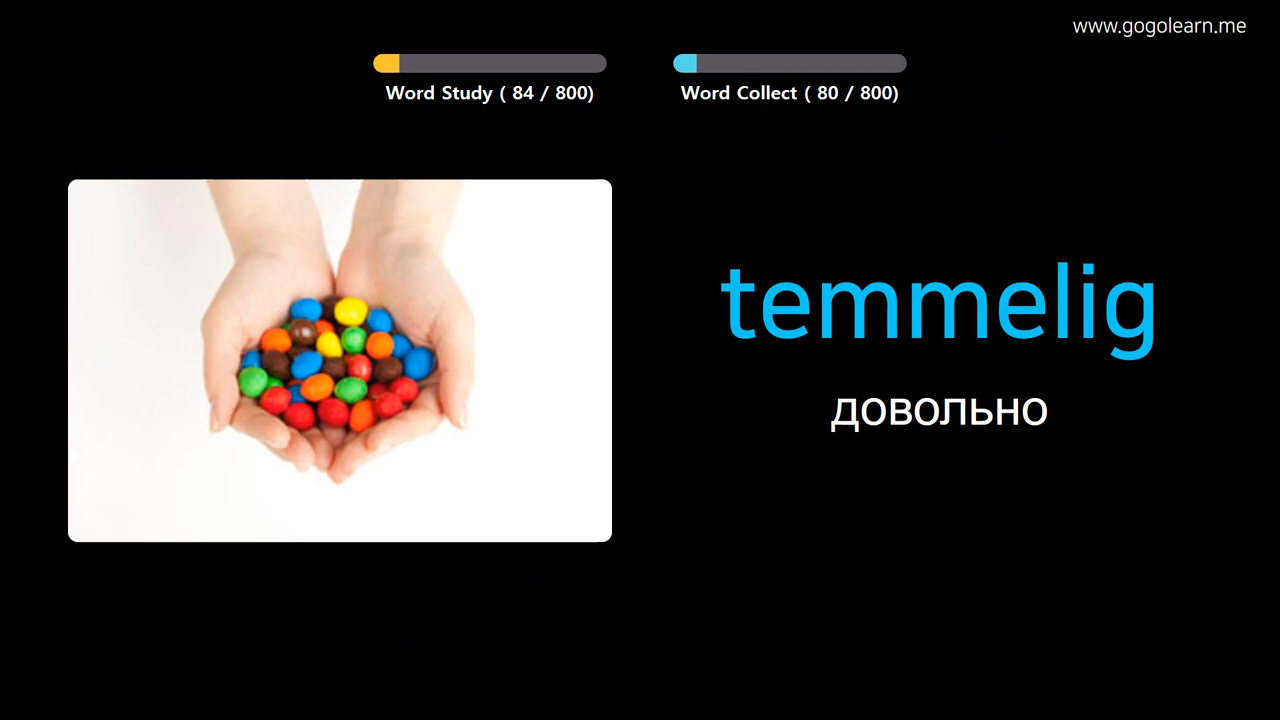 www.gogolearn.me
Word Study ( 84 / 800)
Word Collect ( 80 / 800)
temmelig
довольно